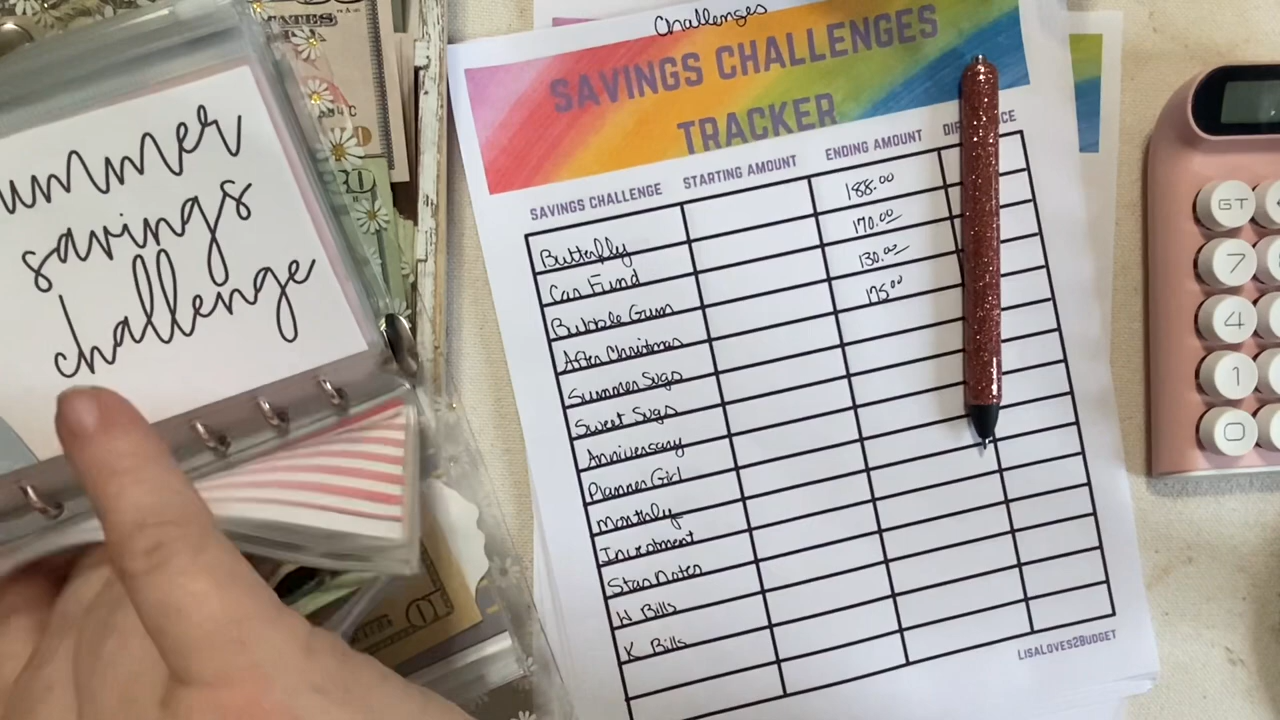 ummer
savings
challenge
Challenges
SAVINGS CHALLENGES
TRACKER
SAVINGS CHALLENGE STARTING AMOUNT ENDING AMOUNT
Butterfly 188.00
Car Fund 170.00
Bubble Gum 130.00
After Christmas 175.00
Summer Svgs
Sweet Svgs
Anniversary
Planner Girl
Monthly
Investment
Star Notes
W Bills
K Bills
LISALOVES2BUDGET
GT
7
4
1
0